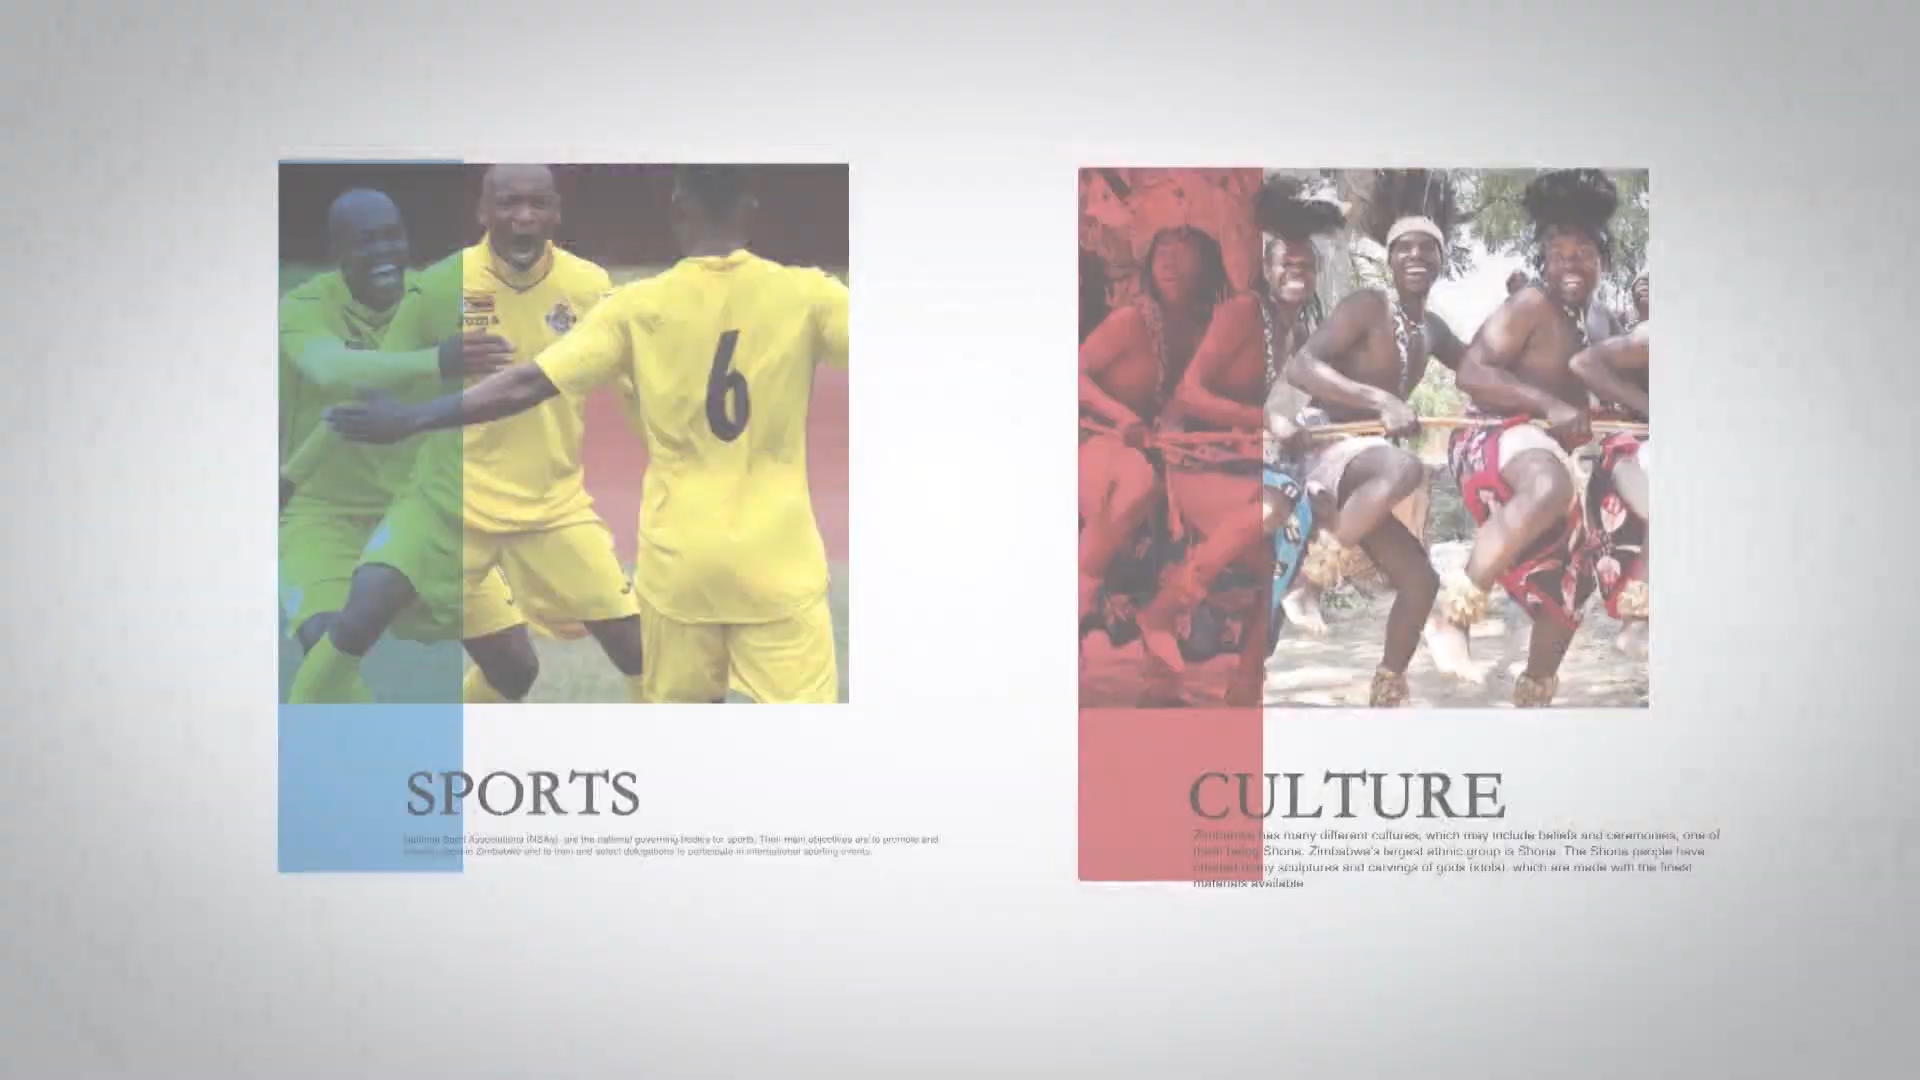 6
SPORTS
National Sport Associations (NSAs), are the national governing bodies for sports. Their main objectives are to promote and
in Zimbabwe and to train and select delegations to participate in international sporting events.
CULTURE
Zimbabwe has many different cultures, which may include beliefs and ceremonies, one of
them being Shona. Zimbabwe's largest ethnic group is Shona. The Shona people have
created many sculptures and carvings of gods (idols), which are made with the finest
materials available